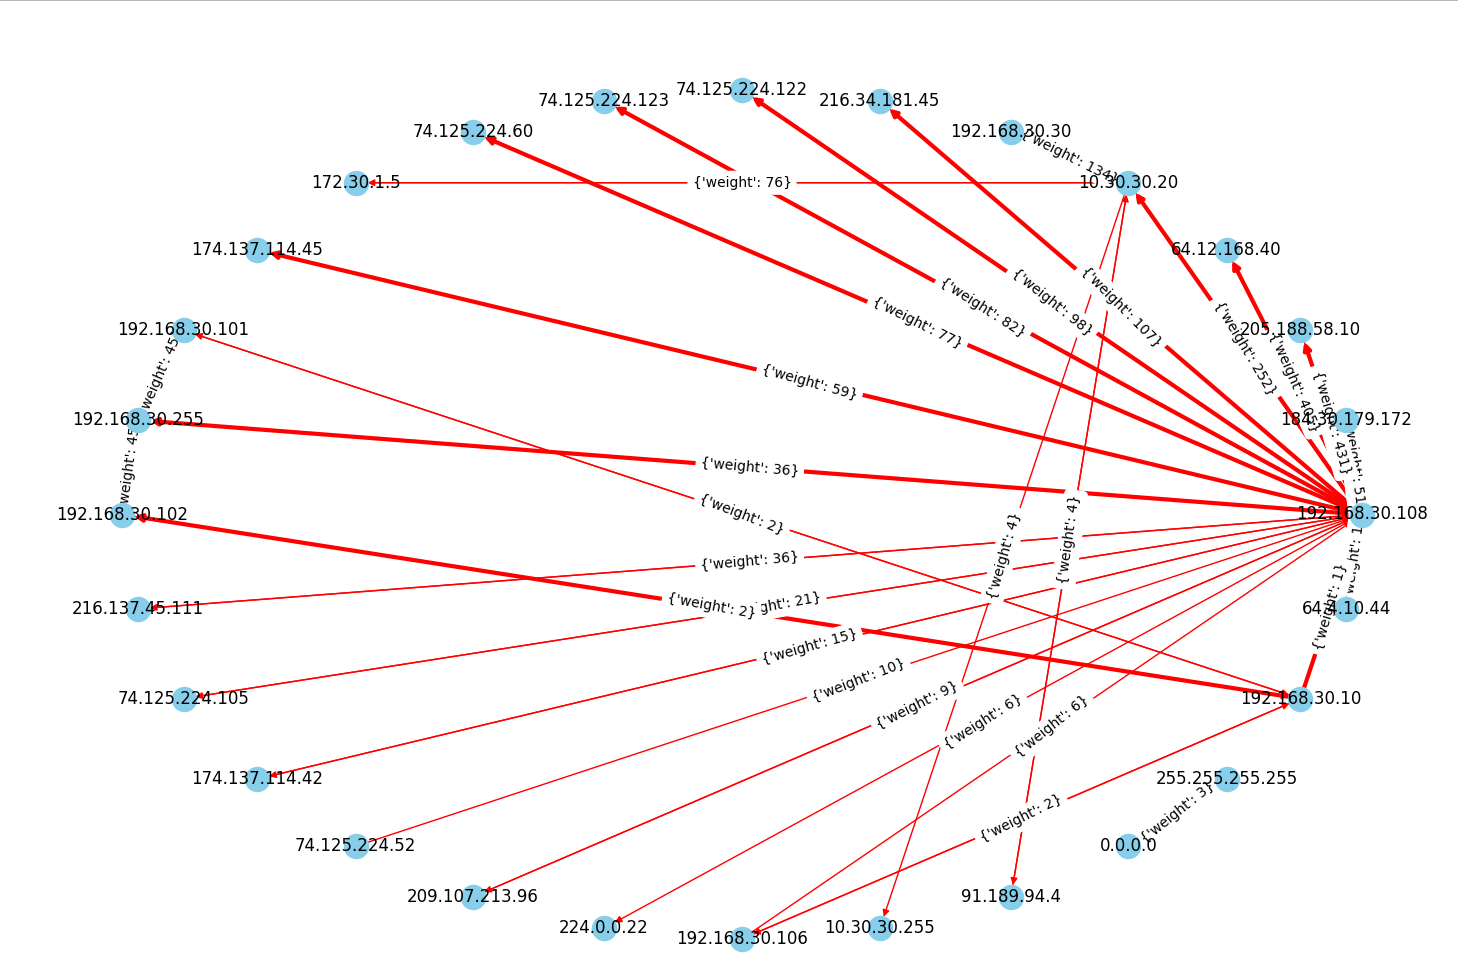 74.125.224.122
74.125.224.123
216.34.181.45
74.125.224.60
192.168.30.30
{'weight': 134}
172.30.1.5
{'weight': 76}
10.30.30.20
174.137.114.45
64.12.168.40
{'weight': 107}
{'weight': 98}
{'weight': 82}
{'weight': 77}
{'weight': 252}
192.168.30.101
205.188.58.10
{'weight': 59}
weight': 45
192.168.30.255
184.30.179.172
431}
{'weight': 36}
weight': 45
{'weight': 2}
192.168.30.102
192.168.30.108
{'weight': 4}
{'weight': 4}
{'weight': 36}
{'weight': 1}
216.137.45.111
{'weight': 2}
ght': 21}
64.4.10.44
{'weight': 15}
{'weight': 10}
74.125.224.105
192.168.30.10
{'weight': 9}
{'weight': 6}
{'weight': 6}
174.137.114.42
255.255.255.255
{'weight': 3}
{'weight': 2}
74.125.224.52
0.0.0.0
209.107.213.96
91.189.94.4
224.0.0.22
192.168.30.106
10.30.30.255